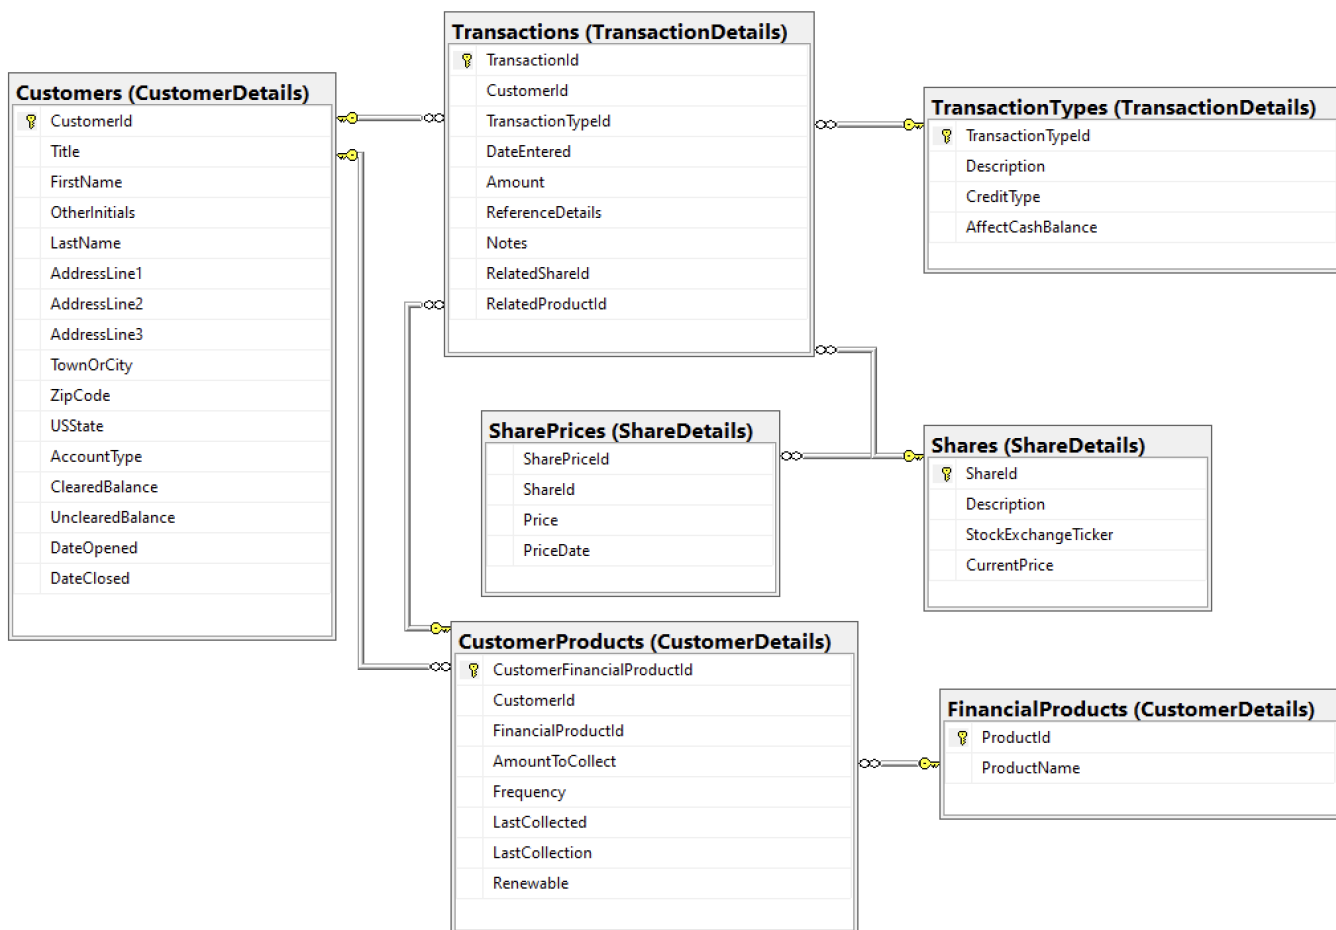 Transactions (TransactionDetails)
TransactionId
CustomerId
TransactionTypeId
DateEntered
Amount
ReferenceDetails
Notes
RelatedShareId
RelatedProductId
Customers (CustomerDetails)
CustomerId
Title
FirstName
OtherInitials
LastName
AddressLine1
AddressLine2
AddressLine3
TownOrCity
ZipCode
USState
AccountType
ClearedBalance
UnclearedBalance
DateOpened
DateClosed
TransactionTypes (TransactionDetails)
TransactionTypeId
Description
CreditType
AffectCashBalance
SharePrices (ShareDetails)
SharePriceId
ShareId
Price
PriceDate
Shares (ShareDetails)
ShareId
Description
StockExchangeTicker
CurrentPrice
CustomerProducts (CustomerDetails)
CustomerFinancialProductId
CustomerId
FinancialProductId
AmountToCollect
Frequency
LastCollected
LastCollection
Renewable
FinancialProducts (CustomerDetails)
ProductId
ProductName